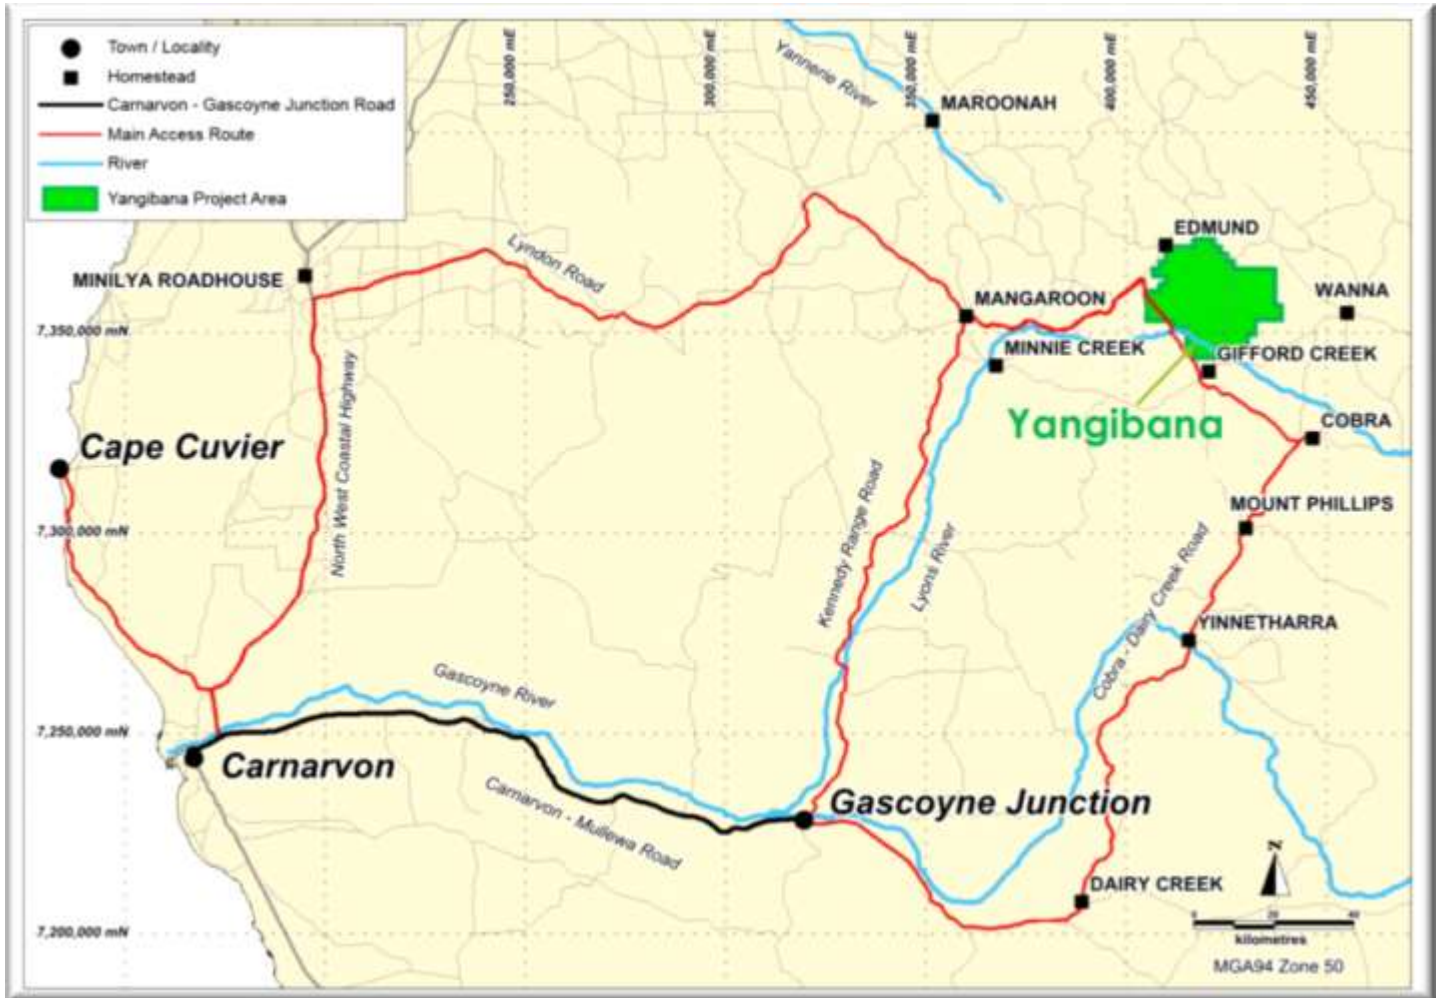 Town / Locality
Homestead
Carnarvon - Gascoyne Junction Road
Main Access Route
River
Yangibana Project Area
250,000 mE
300,000 mE
350,000 mE
400,000 mE
450,000 mE
Yannerie River
MAROONAH
EDMUND
Lyndon Road
MINILYA ROADHOUSE
WANNA
MANGAROON
7,350,000 mN
MINNIE CREEK
GIFFORD CREEK
North West Coastal Highway
Yangibana
COBRA
Cape Cuvier
Kennedy Range Road
MOUNT PHILLIPS
7,300,000 mN
Lyons River
Cobra - Dairy Creek Road
YINNETHARRA
Gascoyne River
7,250,000 mN
Carnarvon
Carnarvon - Mullewa Road
Gascoyne Junction
N
DAIRY CREEK
0 20 40
7,200,000 mN
kilometres
MGA94 Zone 50